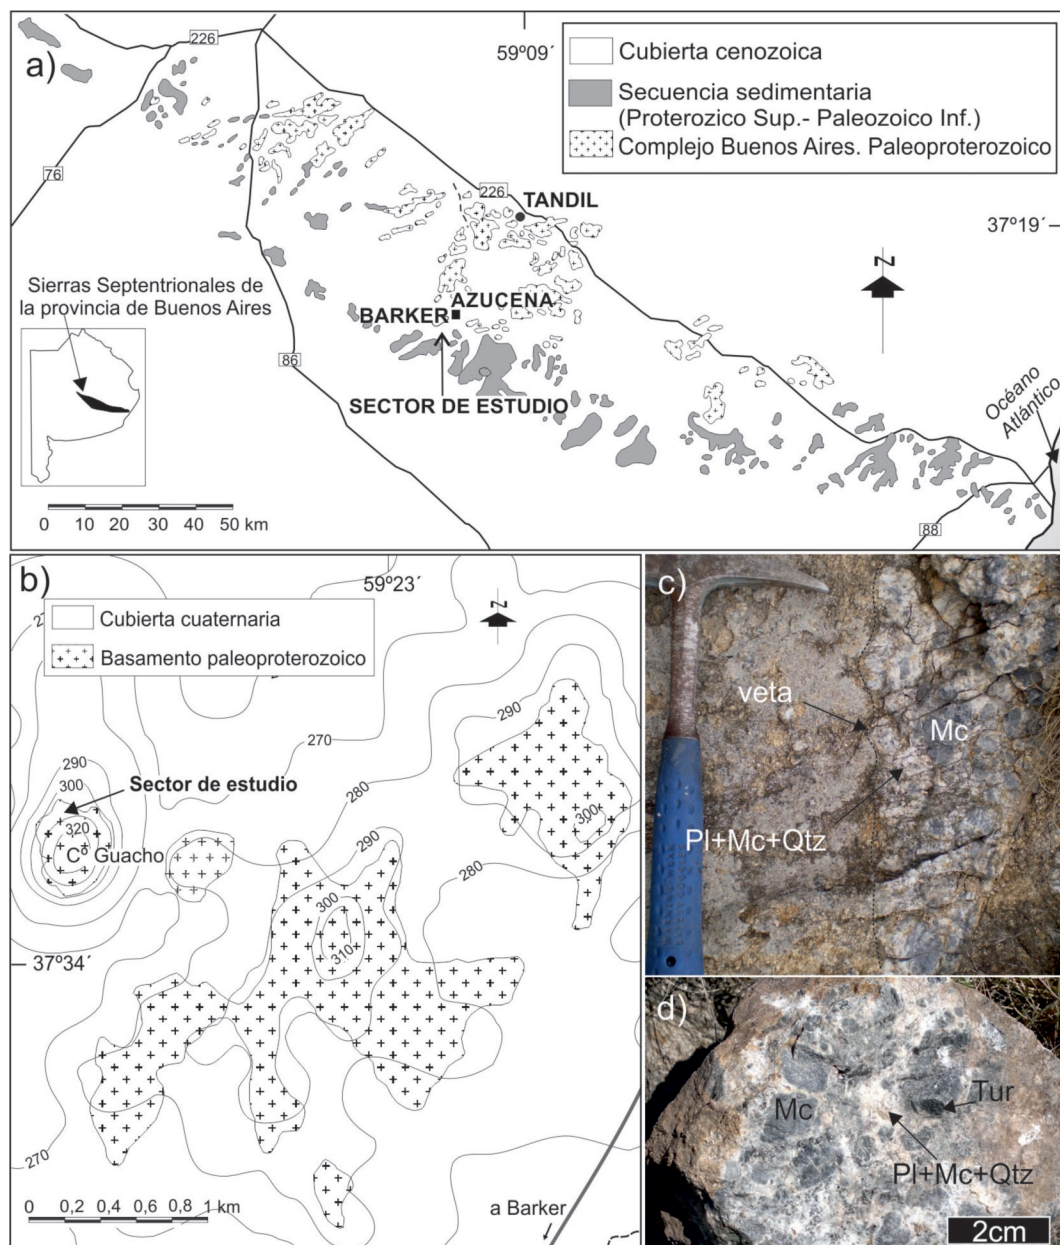 a)
226
59º09´
Cubierta cenozoica
Secuencia sedimentaria
(Proterozico Sup.- Paleozoico Inf.)
Complejo Buenos Aires. Paleoproterozoico
76
226
TANDIL
37º19´
N
Sierras Septentrionales de
la provincia de Buenos Aires
AZUCENA
BARKER
86
SECTOR DE ESTUDIO
Océano
Atlántico
0 10 20 30 40 50 km
88
b)
59º23´
N
Cubierta cuaternaria
Basamento paleoproterozoico
290
270
290
300
280
Sector de estudio
320
Cº Guacho
300
290
280
300
310
37º34´
270
0 0,2 0,4 0,6 0,8 1 km
a Barker
c)
veta
Mc
Pl+Mc+Qtz
d)
Mc
Tur
Pl+Mc+Qtz
2cm